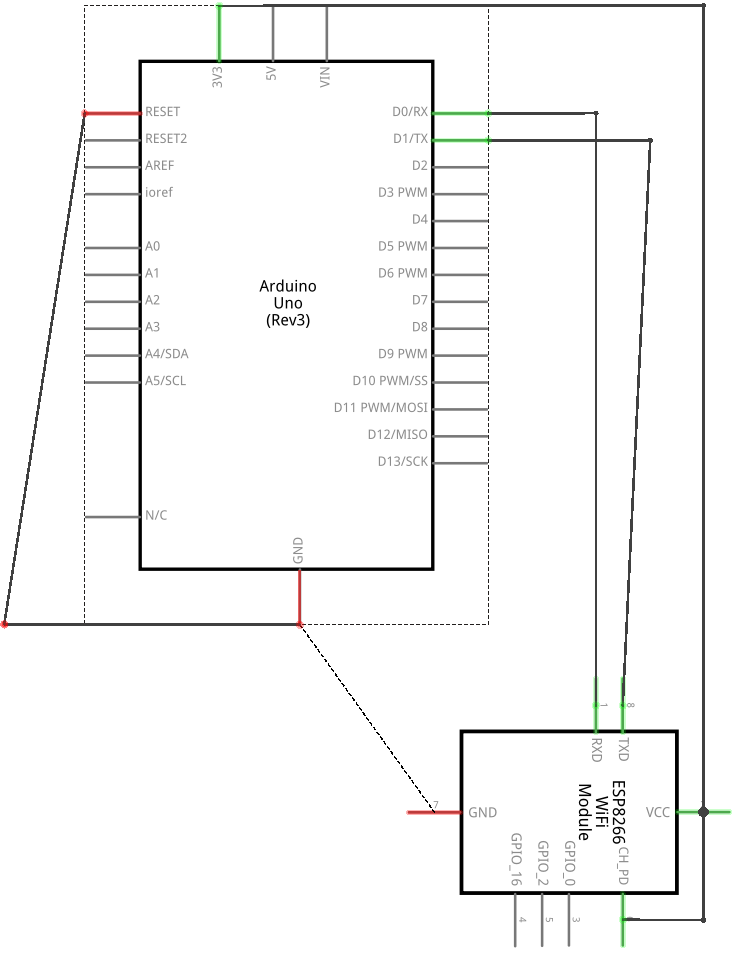 3V3
5V
VIN
RESET
D0/RX
RESET2
D1/TX
AREF
D2
ioref
D3 PWM
D4
A0
D5 PWM
A1
D6 PWM
A2
D7
A3
D8
A4/SDA
D9 PWM
A5/SCL
D10 PWM/SS
D11 PWM/MOSI
D12/MISO
D13/SCK
Arduino
Uno
(Rev3)
N/C
GND
1
8
RXD
TXD
7
GND
ESP8266
WiFi
Module
VCC
GPIO_16
GPIO_2
GPIO_0
CH_PD
4
5
3